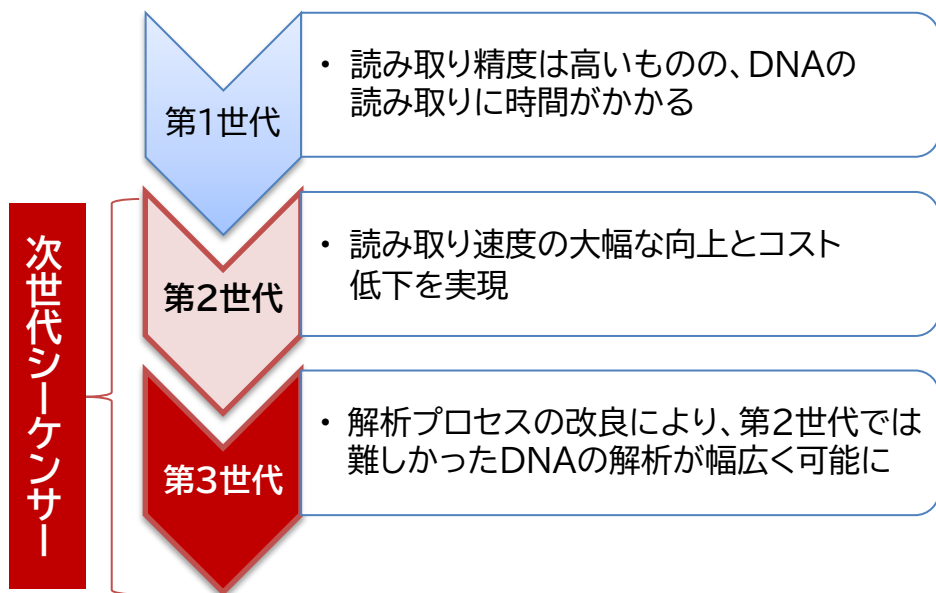 第1世代
・ 読み取り精度は高いものの、DNAの
読み取りに時間がかかる
次世代シーケンサー
第2世代
・ 読み取り速度の大幅な向上とコスト
低下を実現
第3世代
・ 解析プロセスの改良により、第2世代では
難しかったDNAの解析が幅広く可能に